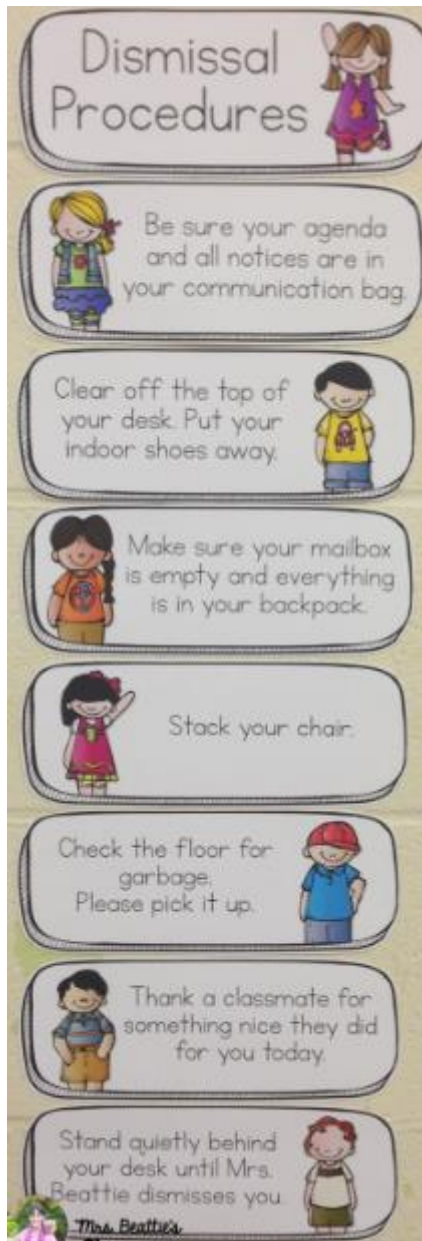 Dismissal
Procedures
Be sure your agenda
and all notices are in
your communication bag.
Clear off the top of
your desk. Put your
indoor shoes away.
Make sure your mailbox
is empty and everything
is in your backpack.
Stack your chair.
Check the floor for
garbage.
Please pick it up.
Thank a classmate for
something nice they did
for you today.
Stand quietly behind
your desk until Mrs.
Beattie dismisses you.
Mrs. Beattie's